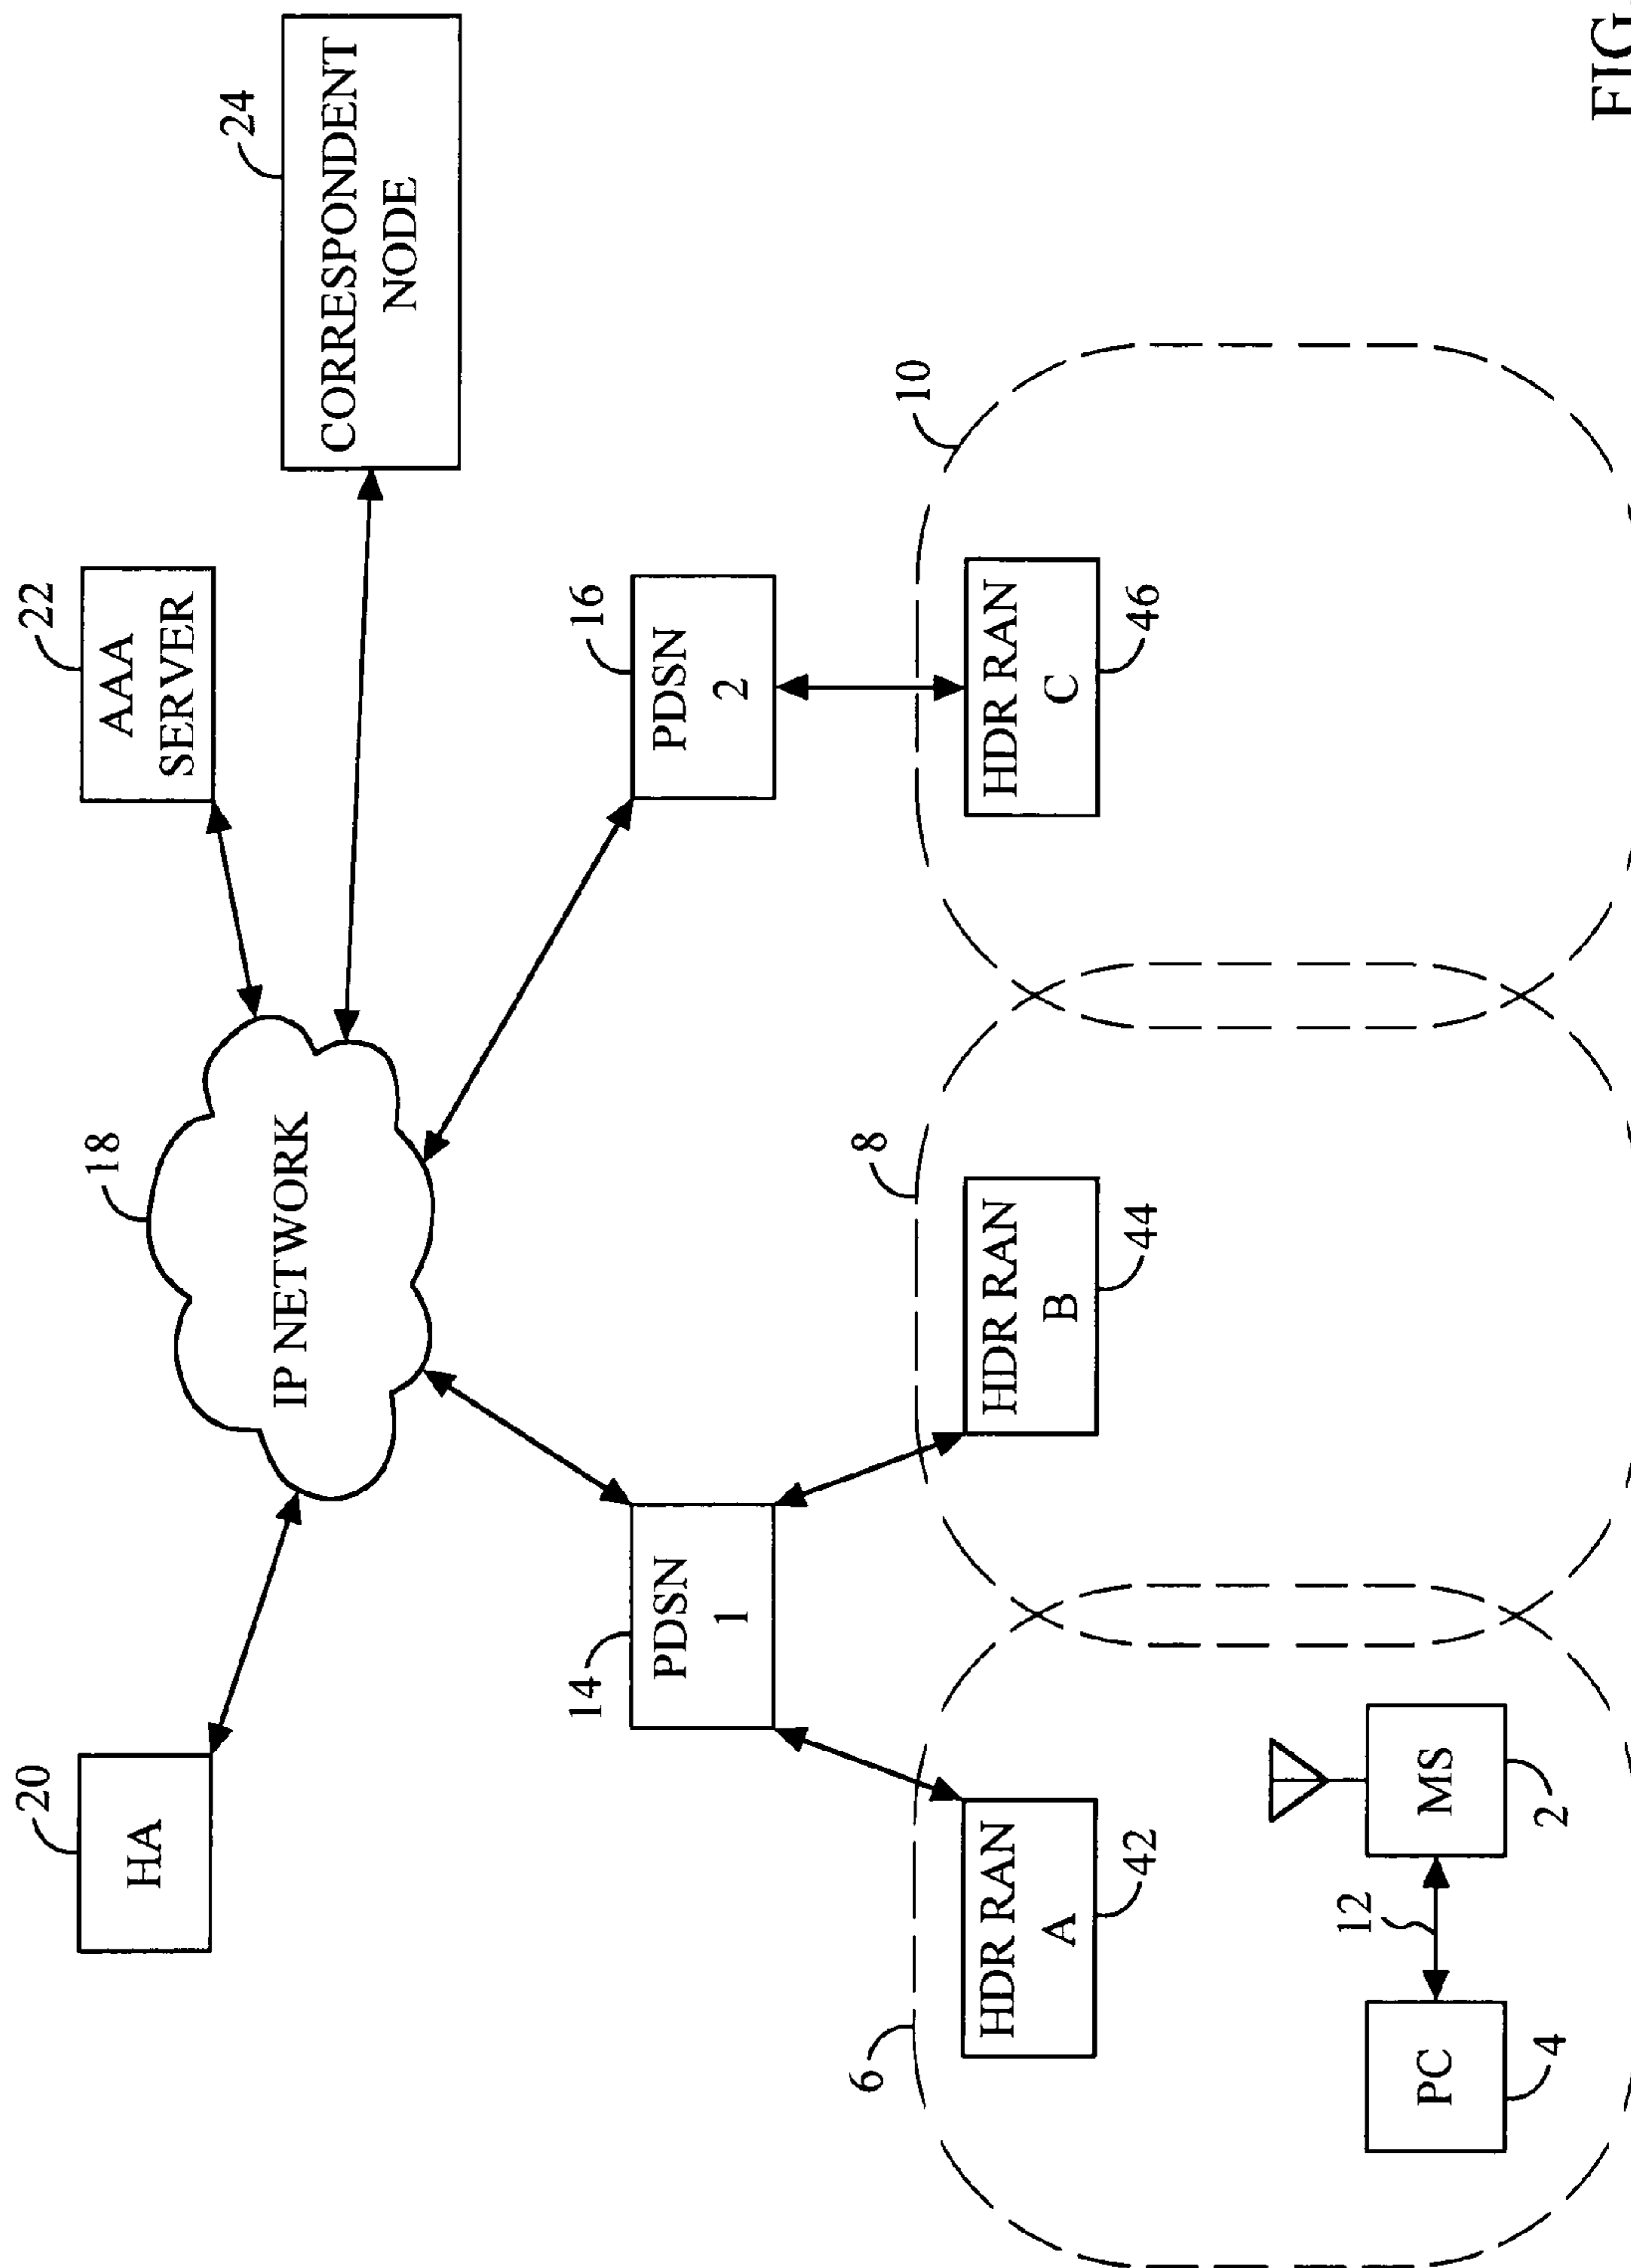 20
HA
18
IP NETWORK
22
AAA
SERVER
24
CORRESPONDENT
NODE
14
PDSN
1
16
PDSN
2
6
HDR RAN
A
42
8
HDR RAN
B
44
10
HDR RAN
C
46
PC
4
12
MS
2
FIG